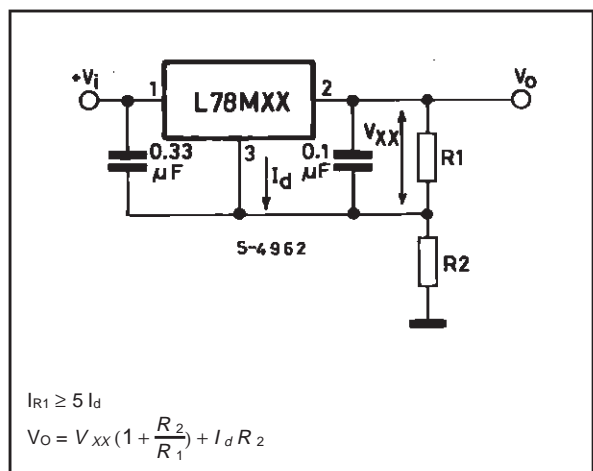 +Vi Vo
1 L78MXX 2
0.33 µF
3
Id
0.1 µF
VXX
R1
S-4962
R2
IR1 ≥ 5 Id
VO = VXX (1 + R2/R1) + Id R2